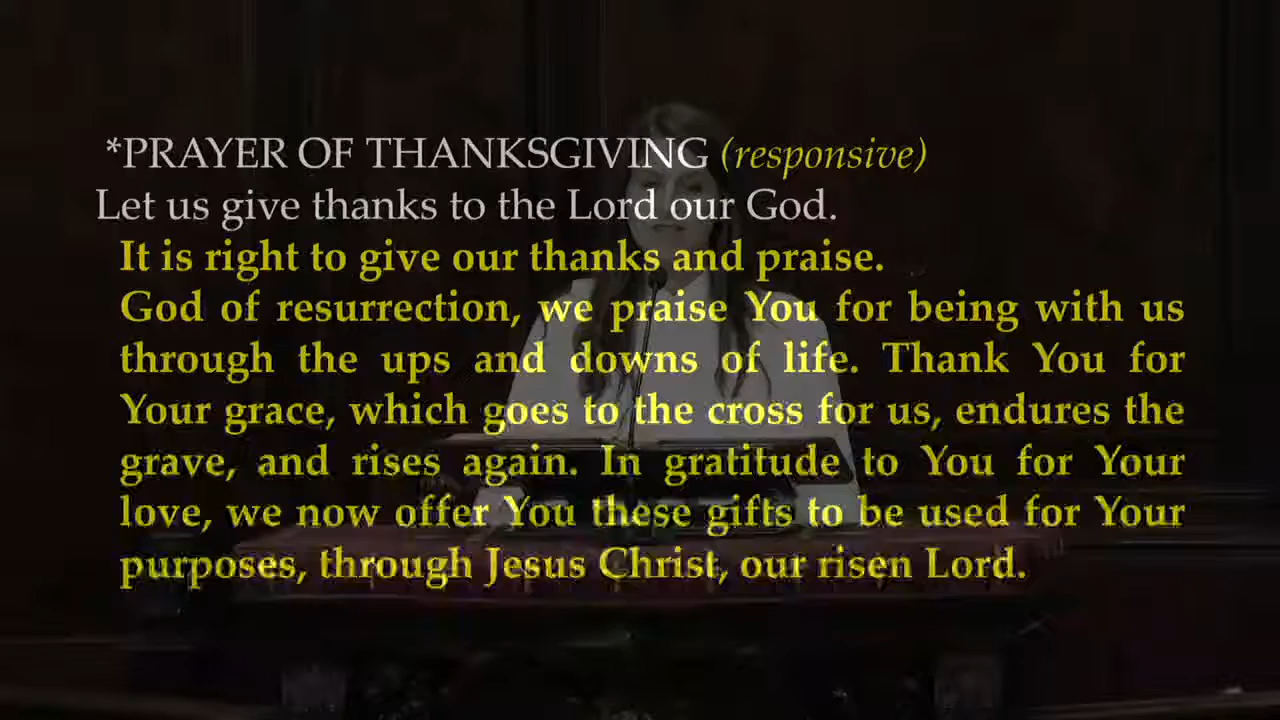 *PRAYER OF THANKSGIVING (responsive)
Let us give thanks to the Lord our God.
It is right to give our thanks and praise.
God of resurrection, we praise You for being with us
through the ups and downs of life. Thank You for
Your grace, which goes to the cross for us, endures the
grave, and rises again. In gratitude to You for Your
love, we now offer You these gifts to be used for Your
purposes, through Jesus Christ, our risen Lord.